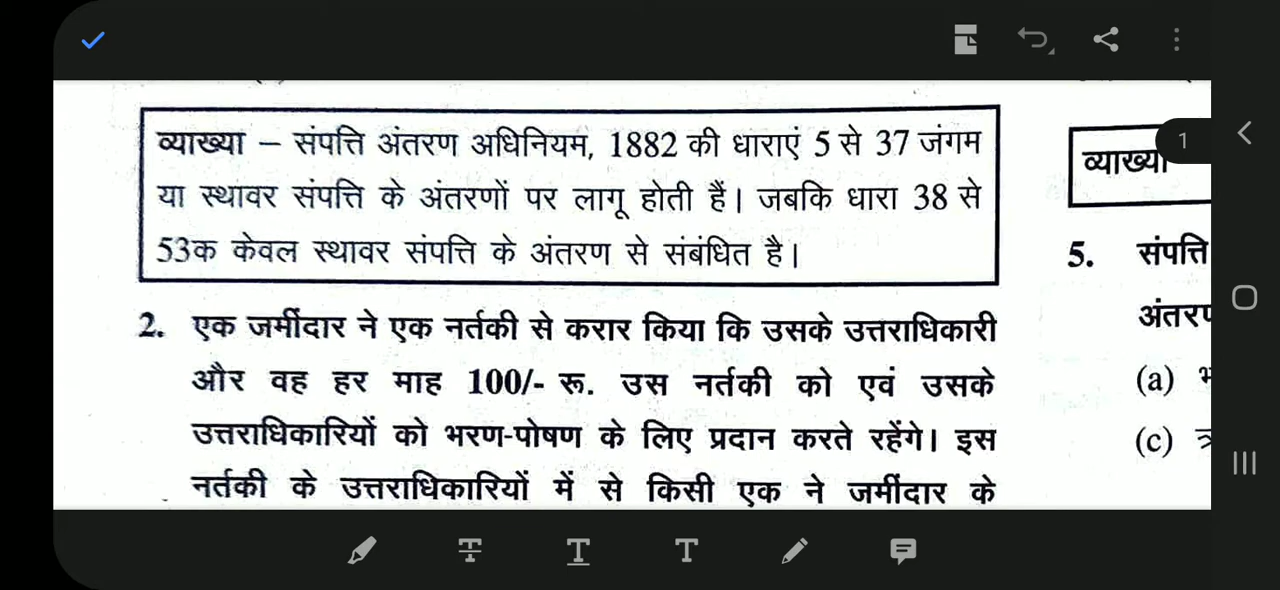 व्याख्या – संपत्ति अंतरण अधिनियम, 1882 की धाराएं 5 से 37 जंगम
या स्थावर संपत्ति के अंतरणों पर लागू होती हैं। जबकि धारा 38 से
53क केवल स्थावर संपत्ति के अंतरण से संबंधित है।
2. एक जमींदार ने एक नर्तकी से करार किया कि उसके उत्तराधिकारी
और वह हर माह 100/- रू. उस नर्तकी को एवं उसके
उत्तराधिकारियों को भरण-पोषण के लिए प्रदान करते रहेंगे। इस
नर्तकी के उत्तराधिकारियों में से किसी एक ने जमींदार के
1
व्याख्या
5. संपत्ति
अंतरण
(a)
(c)